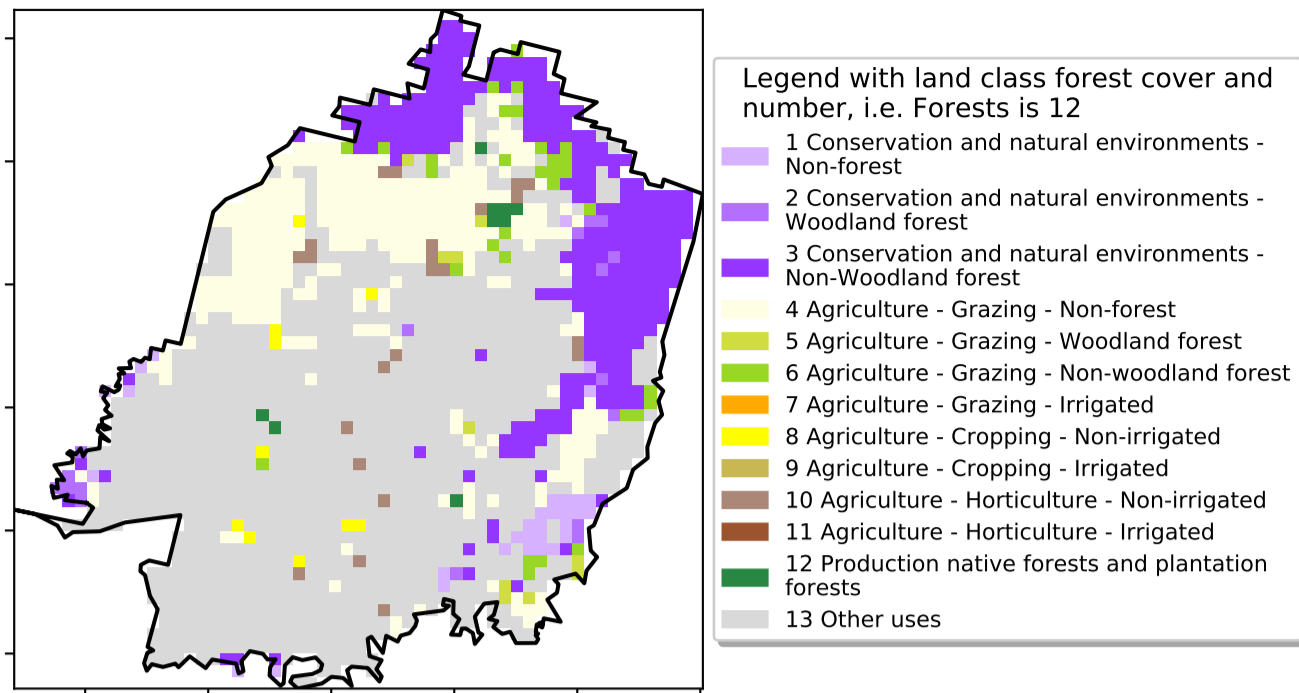 Legend with land class forest cover and
number, i.e. Forests is 12
1 Conservation and natural environments -
Non-forest
2 Conservation and natural environments -
Woodland forest
3 Conservation and natural environments -
Non-Woodland forest
4 Agriculture - Grazing - Non-forest
5 Agriculture - Grazing - Woodland forest
6 Agriculture - Grazing - Non-woodland forest
7 Agriculture - Grazing - Irrigated
8 Agriculture - Cropping - Non-irrigated
9 Agriculture - Cropping - Irrigated
10 Agriculture - Horticulture - Non-irrigated
11 Agriculture - Horticulture - Irrigated
12 Production native forests and plantation
forests
13 Other uses